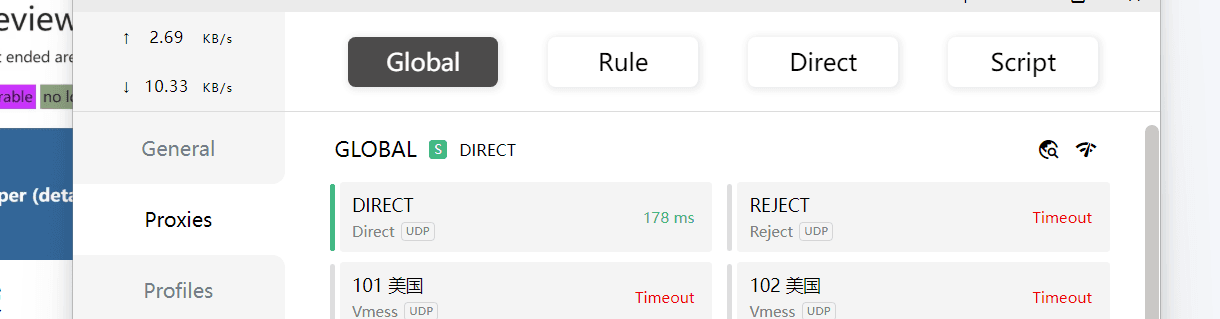 eview
t ended are
rable no lo
per (deta
↑ 2.69 KB/s
↓ 10.33 KB/s
Global Rule Direct Script
General
Proxies
Profiles
GLOBAL S DIRECT
DIRECT
Direct UDP
178 ms
REJECT
Reject UDP
Timeout
101 美国
Vmess UDP
Timeout
102 美国
Vmess UDP
Timeout